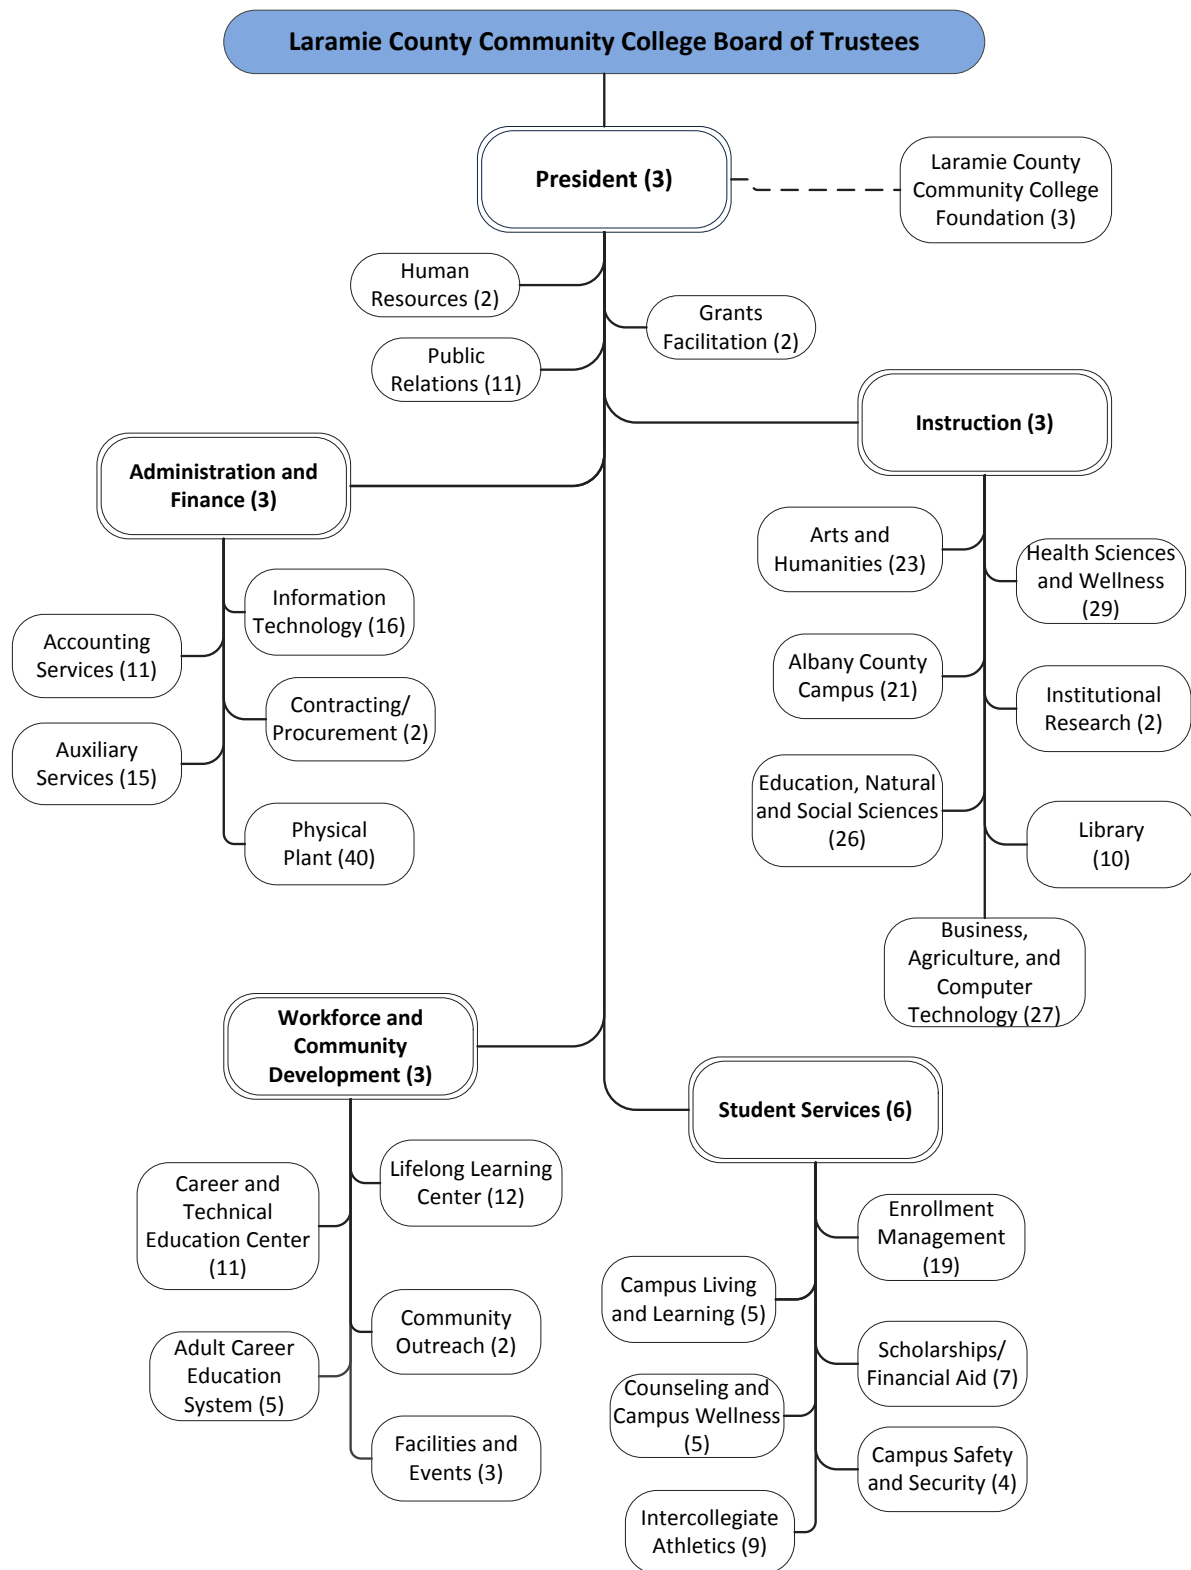 Laramie County Community College Board of Trustees
President (3)
Laramie County
Community College
Foundation (3)
Human
Resources (2)
Grants
Facilitation (2)
Public
Relations (11)
Instruction (3)
Administration and
Finance (3)
Arts and
Humanities (23)
Health Sciences
and Wellness
(29)
Information
Technology (16)
Accounting
Services (11)
Albany County
Campus (21)
Institutional
Research (2)
Contracting/
Procurement (2)
Auxiliary
Services (15)
Education, Natural
and Social Sciences
(26)
Physical
Plant (40)
Library
(10)
Business,
Agriculture, and
Computer
Technology (27)
Workforce and
Community
Development (3)
Student Services (6)
Lifelong Learning
Center (12)
Career and
Technical
Education Center
(11)
Enrollment
Management
(19)
Campus Living
and Learning (5)
Community
Outreach (2)
Adult Career
Education
System (5)
Scholarships/
Financial Aid (7)
Counseling and
Campus Wellness
(5)
Facilities and
Events (3)
Campus Safety
and Security (4)
Intercollegiate
Athletics (9)